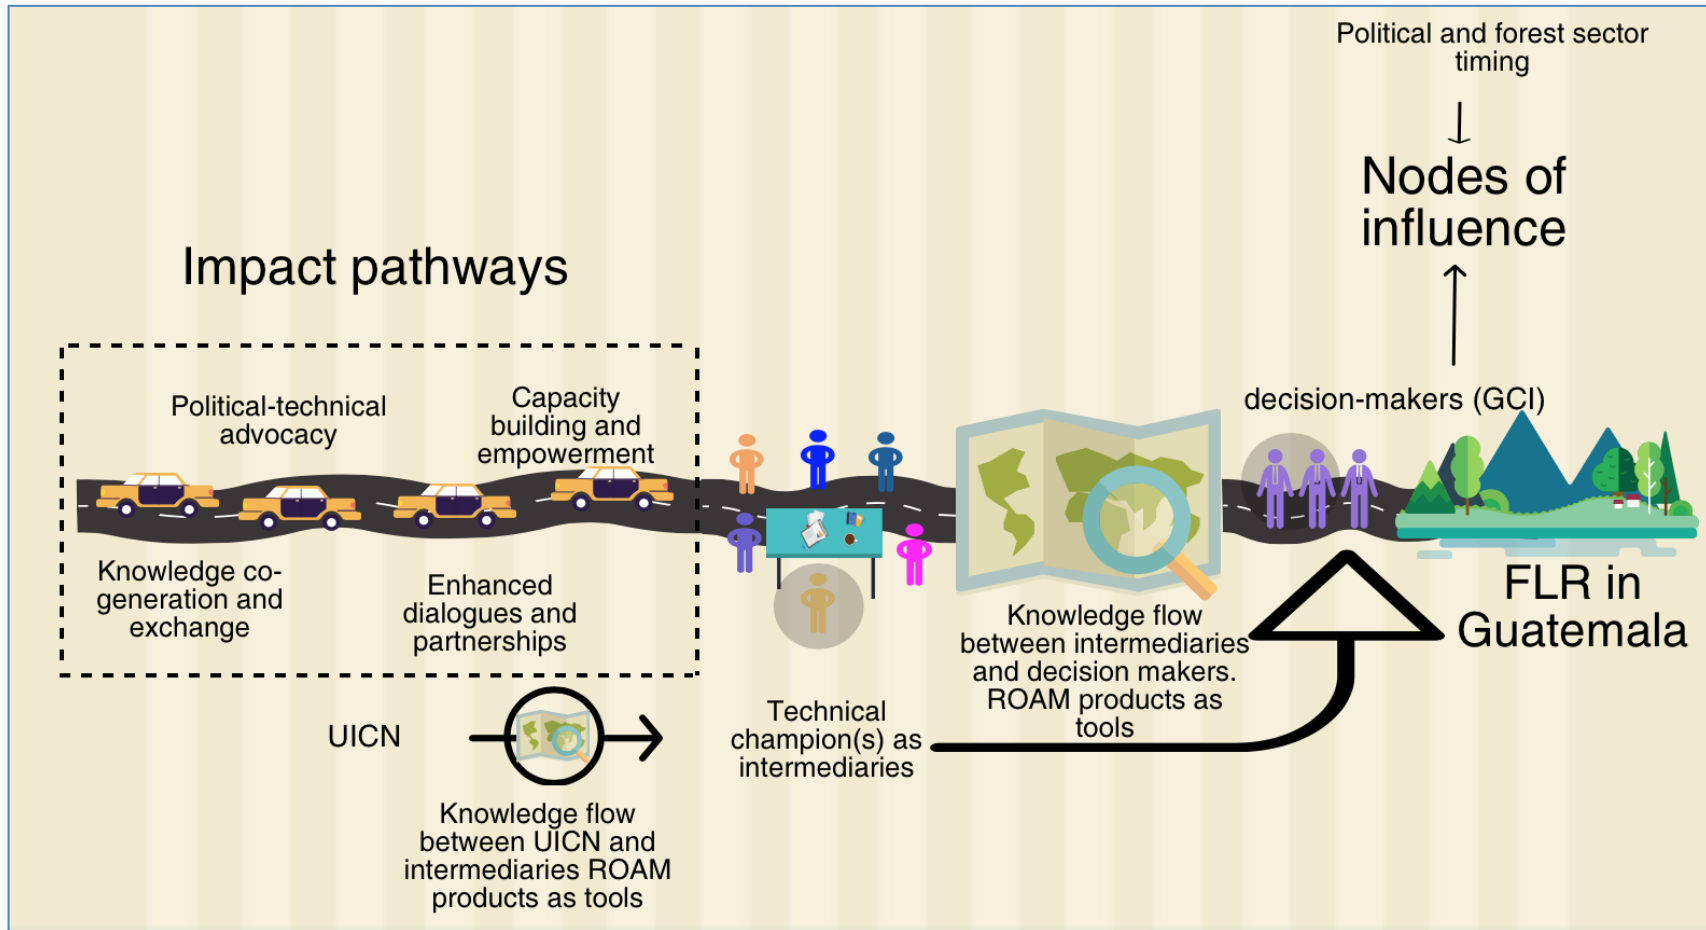 Political and forest sector
timing
Nodes of
influence
Impact pathways
Political-technical
advocacy
Capacity
building and
empowerment
decision-makers (GCI)
Knowledge co-
generation and
exchange
Enhanced
dialogues and
partnerships
Knowledge flow
between intermediaries
and decision makers.
ROAM products as
tools
FLR in
Guatemala
UICN
Technical
champion(s) as
intermediaries
Knowledge flow
between UICN and
intermediaries ROAM
products as tools